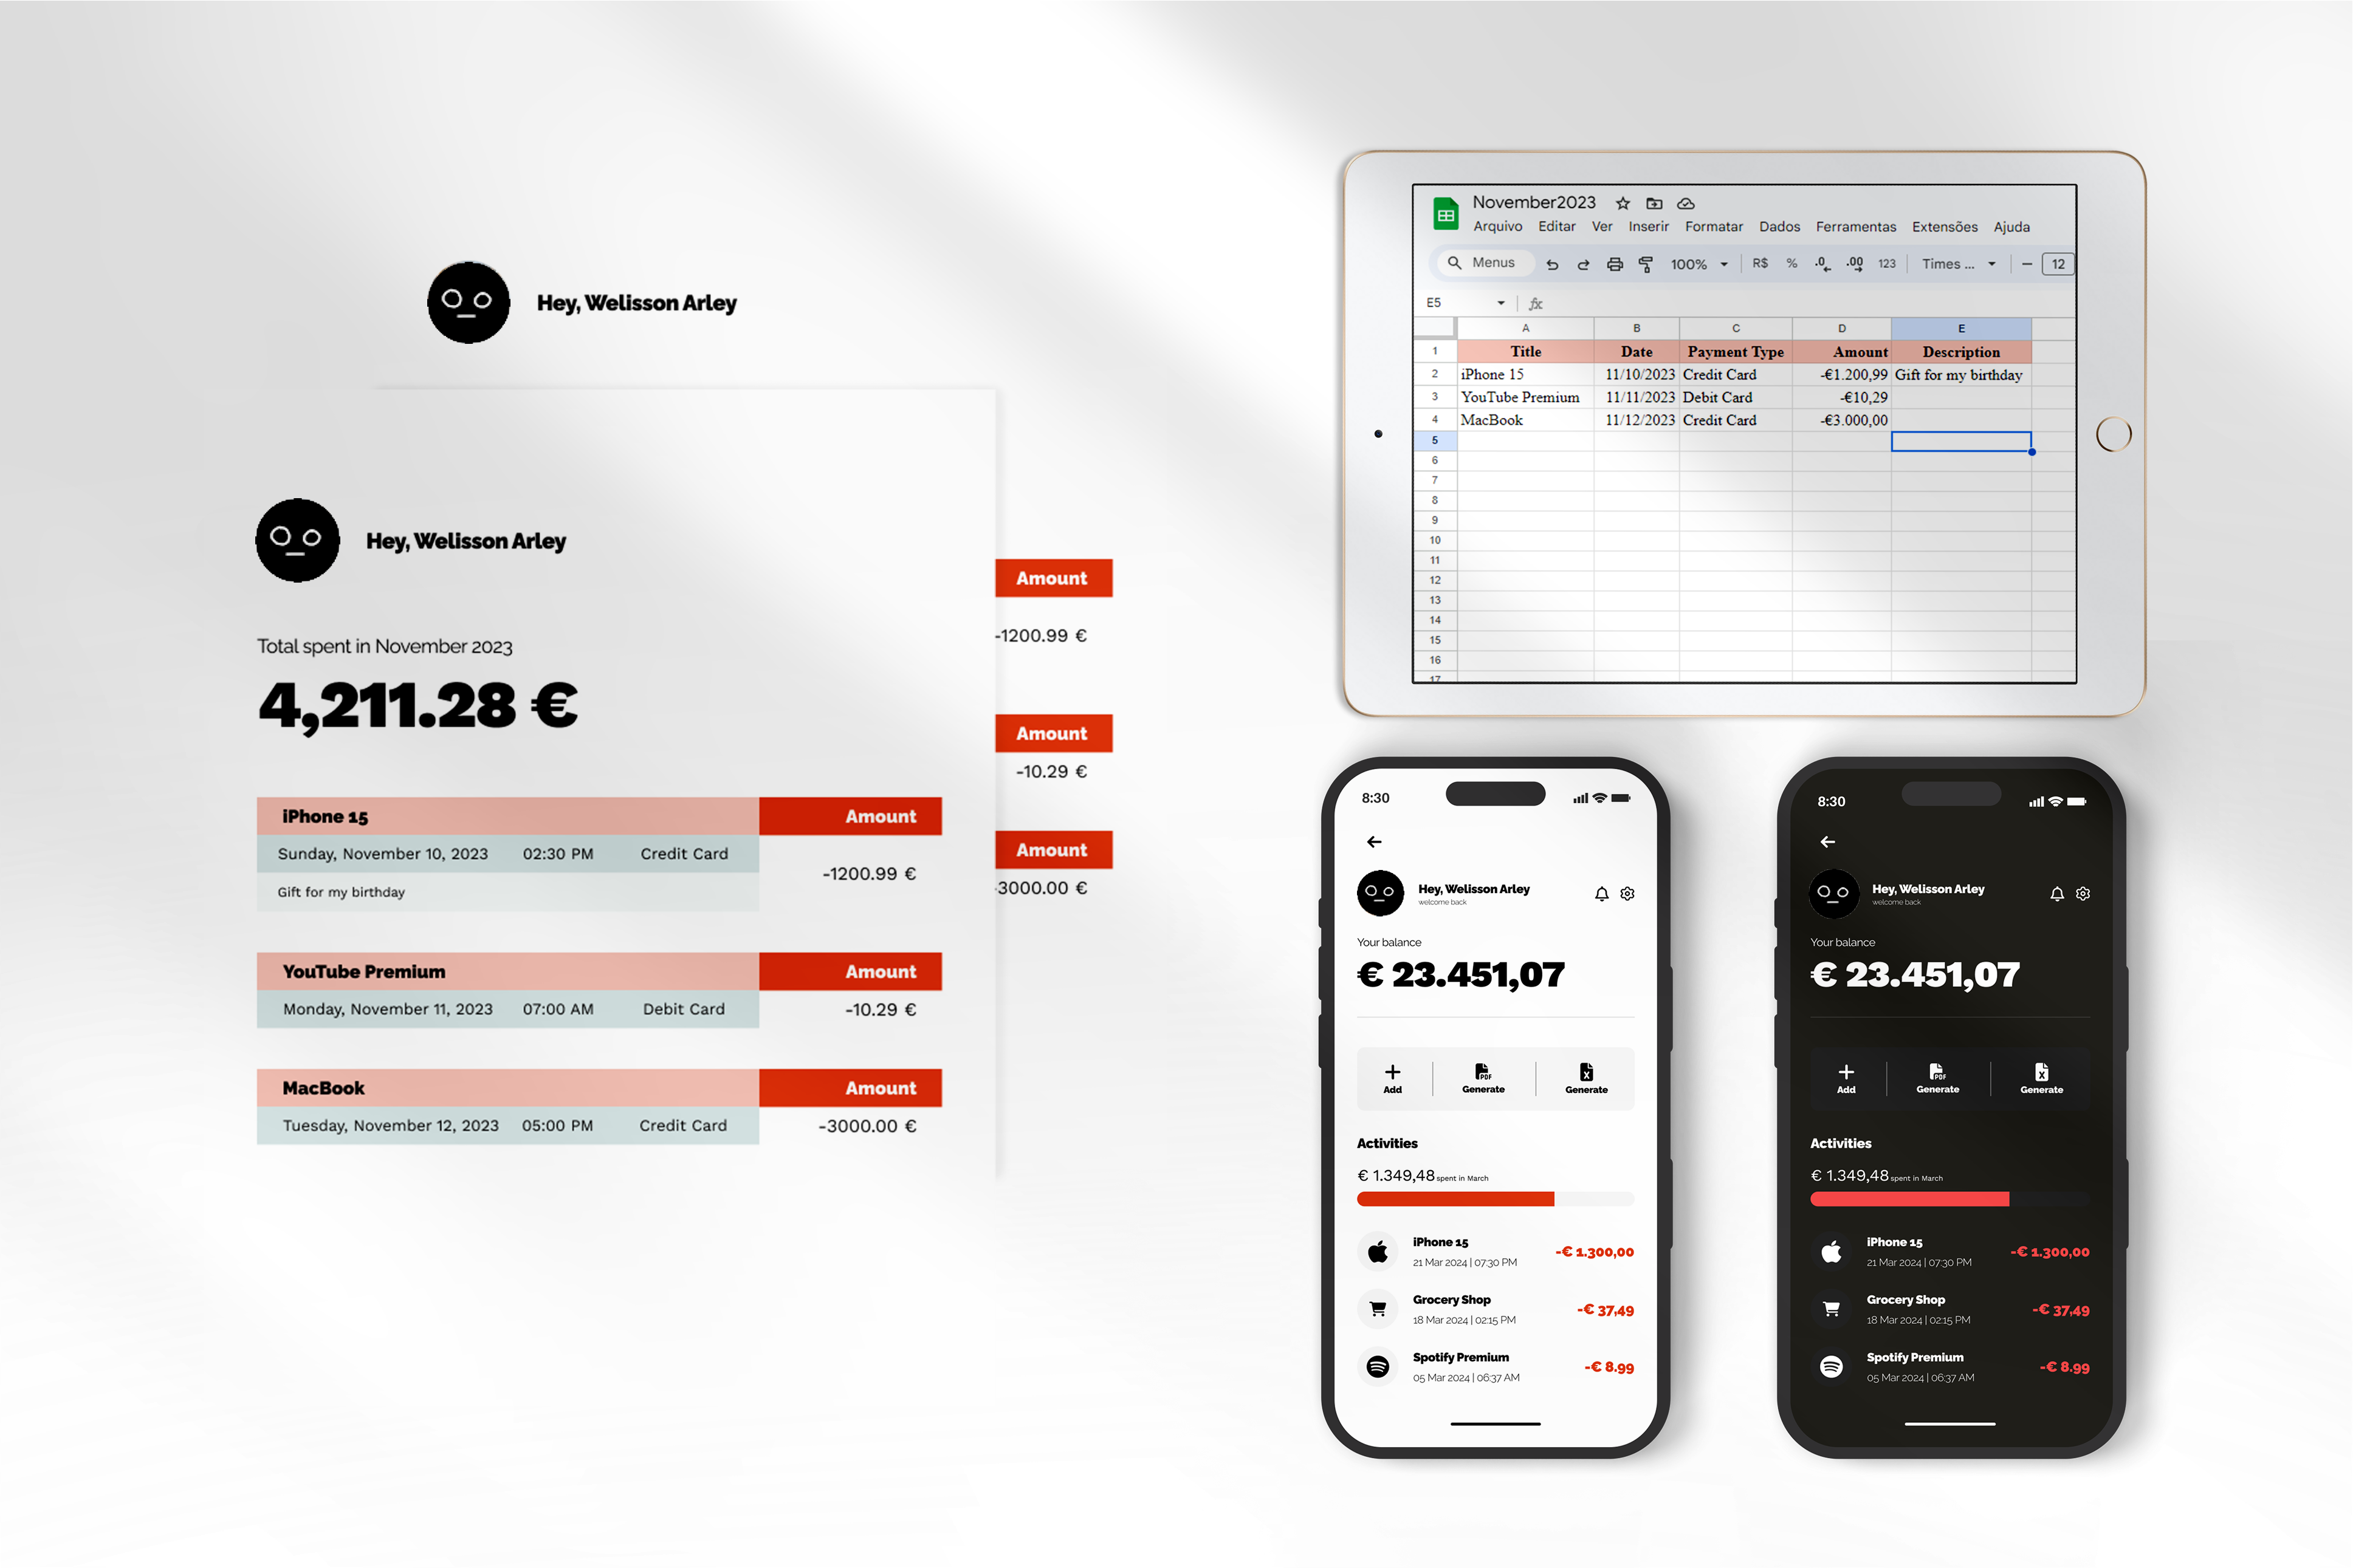 Hey, Welisson Arley
Amount
-1200.99 €
Amount
-10.29 €
Amount
-3000.00 €
Hey, Welisson Arley
Total spent in November 2023
4,211.28 €
iPhone 15 Amount
Sunday, November 10, 2023 02:30 PM Credit Card -1200.99 €
Gift for my birthday
YouTube Premium Amount
Monday, November 11, 2023 07:00 AM Debit Card -10.29 €
MacBook Amount
Tuesday, November 12, 2023 05:00 PM Credit Card -3000.00 €
November2023
Arquivo Editar Ver Inserir Formatar Dados Ferramentas Extensões Ajuda
Menus 100% R$ % .0 .00 123 Times ... 12
E5 fx
A B C D E
1 Title Date Payment Type Amount Description
2 iPhone 15 11/10/2023 Credit Card -€1.200,99 Gift for my birthday
3 YouTube Premium 11/11/2023 Debit Card -€10,29
4 MacBook 11/12/2023 Credit Card -€3.000,00
5
6
7
8
9
10
11
12
13
14
15
16
17
8:30
Hey, Welisson Arley
welcome back
Your balance
€ 23.451,07
PDF X
Add Generate Generate
Activities
€ 1.349,48 spent in March
iPhone 15
21 Mar 2024 | 07:30 PM -€ 1.300,00
Grocery Shop
18 Mar 2024 | 02:15 PM -€ 37,49
Spotify Premium
05 Mar 2024 | 06:37 AM -€ 8.99
8:30
Hey, Welisson Arley
welcome back
Your balance
€ 23.451,07
PDF X
Add Generate Generate
Activities
€ 1.349,48 spent in March
iPhone 15
21 Mar 2024 | 07:30 PM -€ 1.300,00
Grocery Shop
18 Mar 2024 | 02:15 PM -€ 37,49
Spotify Premium
05 Mar 2024 | 06:37 AM -€ 8.99